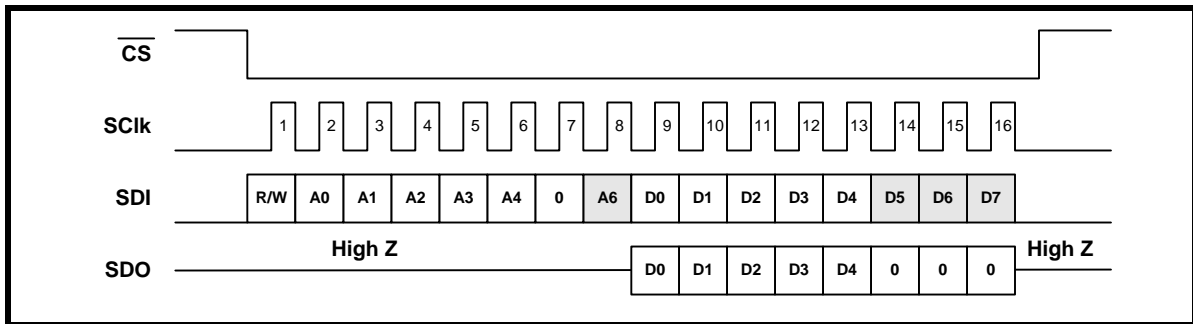 CS
SClk 1 2 3 4 5 6 7 8 9 10 11 12 13 14 15 16
SDI R/W A0 A1 A2 A3 A4 0 A6 D0 D1 D2 D3 D4 D5 D6 D7
High Z High Z
SDO D0 D1 D2 D3 D4 0 0 0